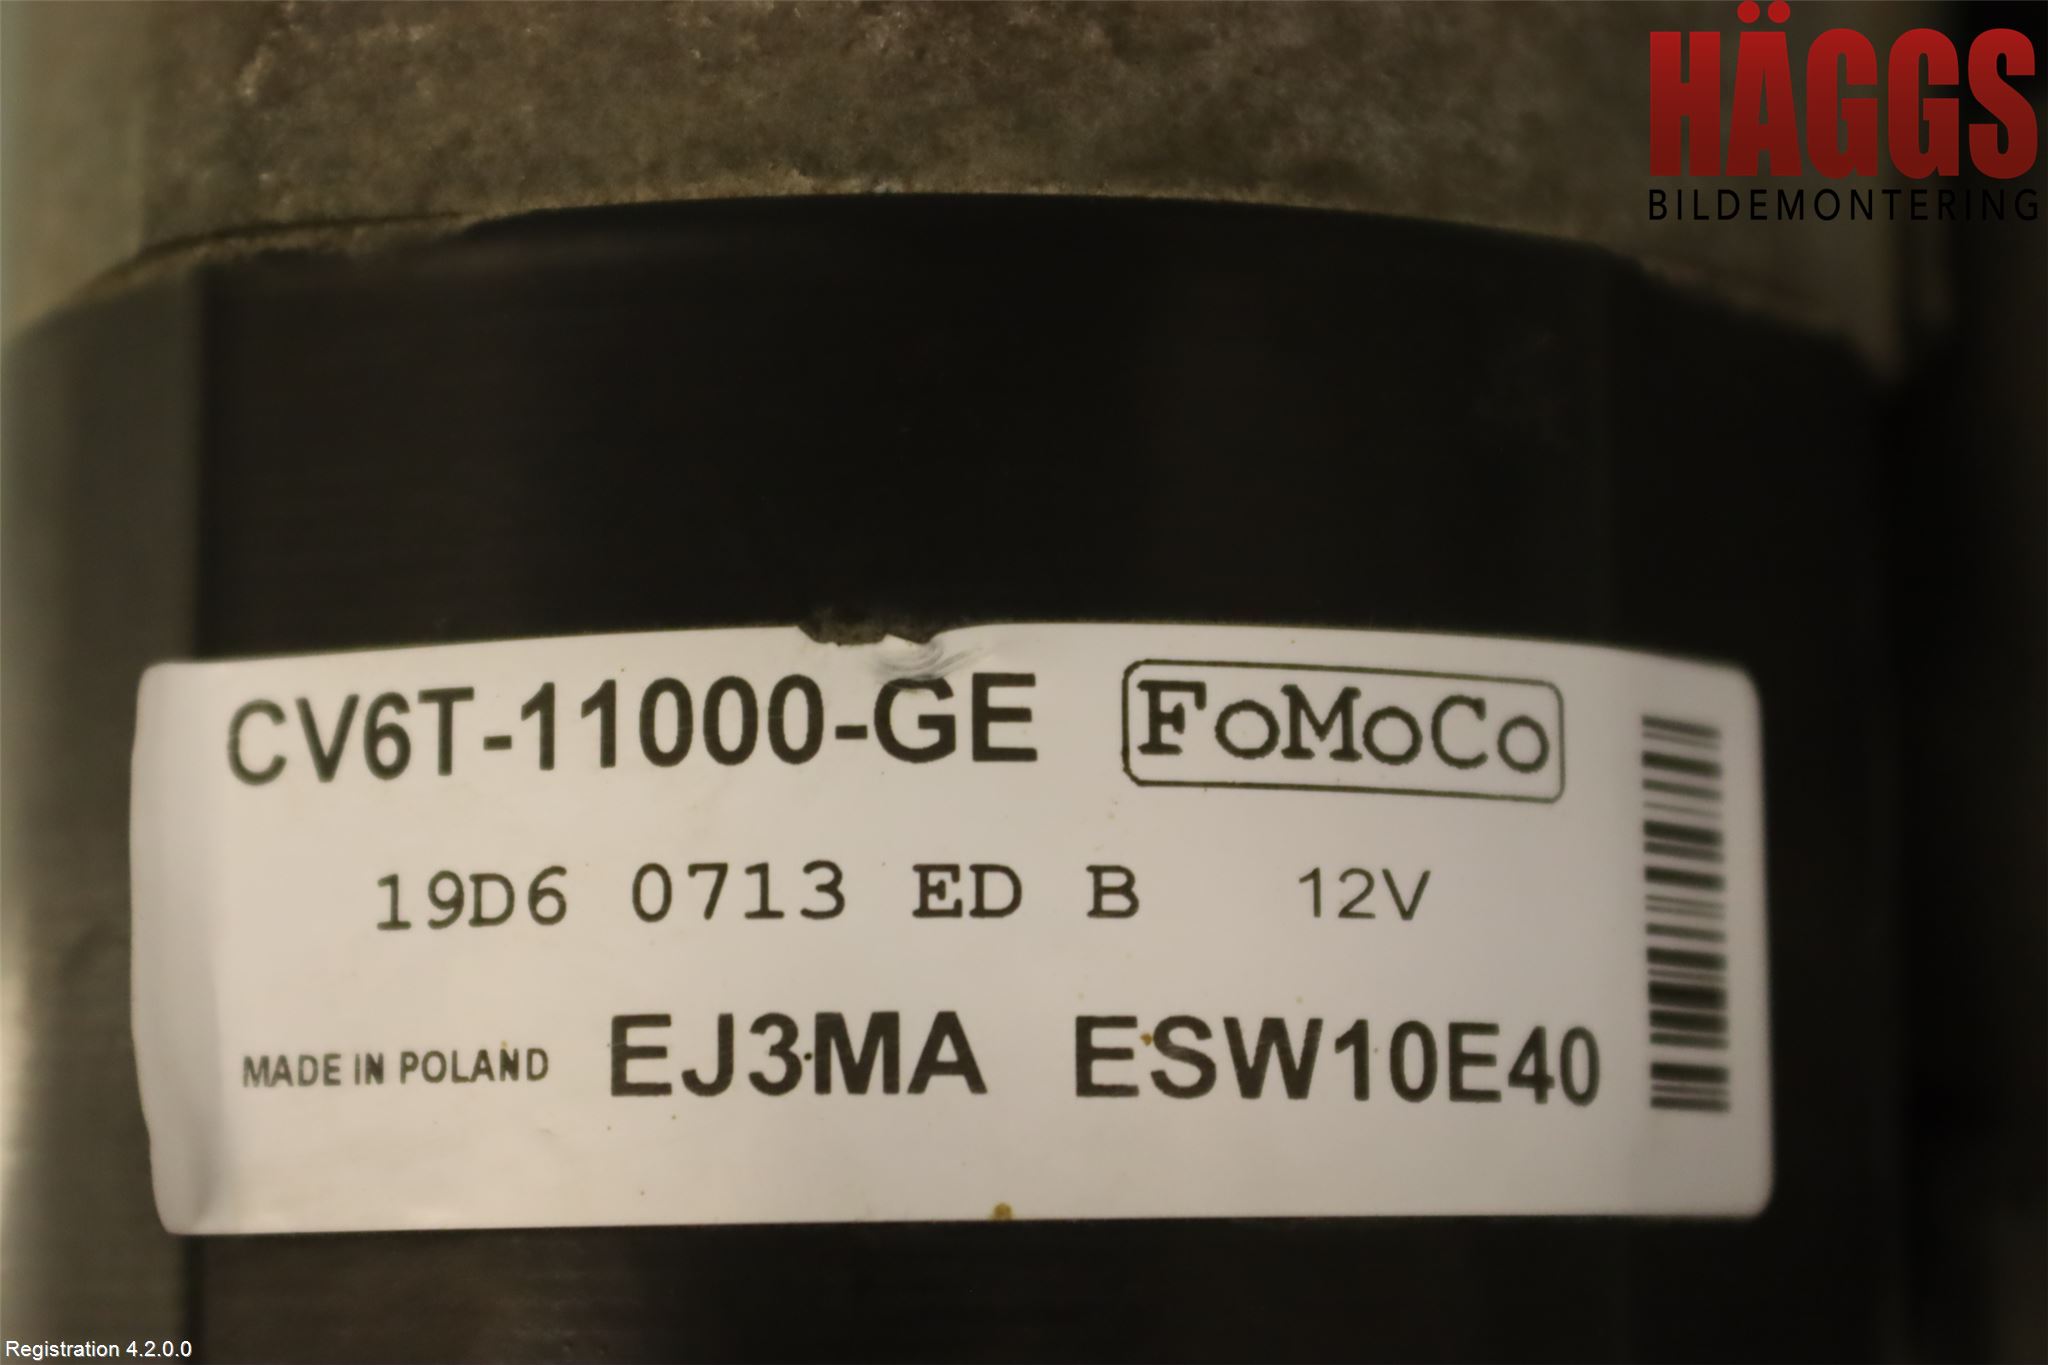 HÄGGS
BILDEMONTERING
CV6T-11000-GE FoMoCo
19D6 0713 ED B 12V
MADE IN POLAND EJ3MA ESW10E40
Registration 4.2.0.0